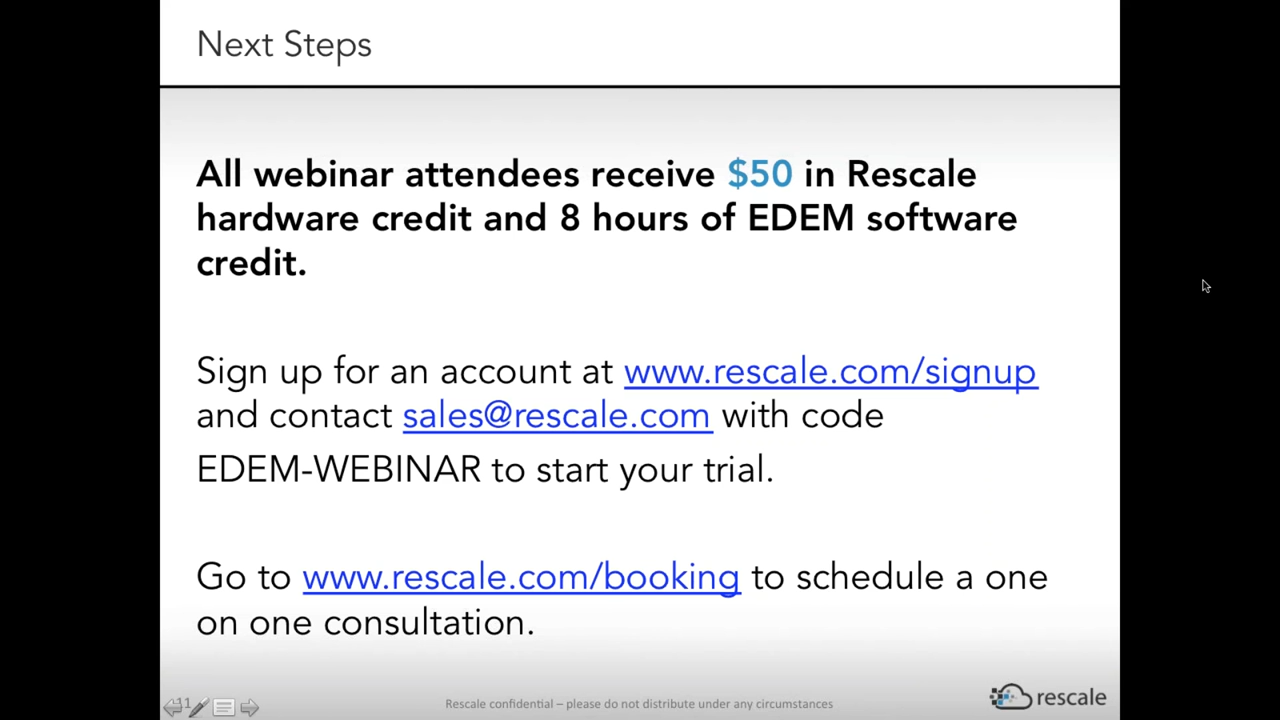 Next Steps
All webinar attendees receive $50 in Rescale
hardware credit and 8 hours of EDEM software
credit.
Sign up for an account at www.rescale.com/signup
and contact sales@rescale.com with code
EDEM-WEBINAR to start your trial.
Go to www.rescale.com/booking to schedule a one
on one consultation.
11
Rescale confidential – please do not distribute under any circumstances
rescale